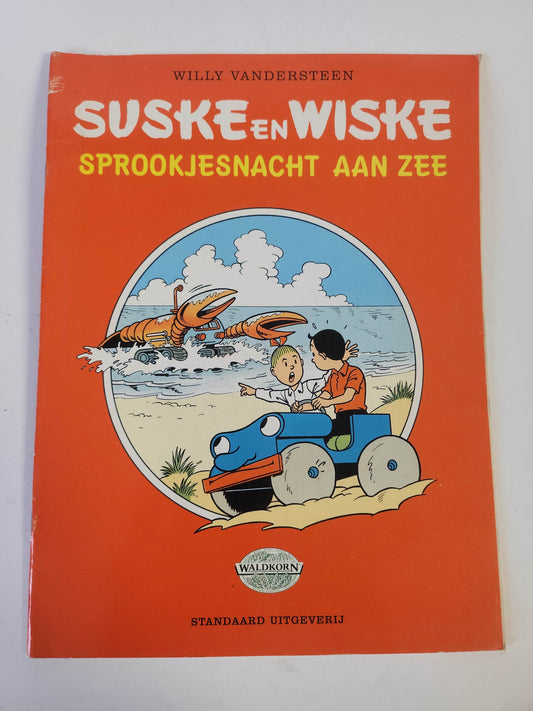 WILLY VANDERSTEEN
SUSKE EN WISKE
SPROOKJESNACHT AAN ZEE
WALDKORN
STANDAARD UITGEVERIJ